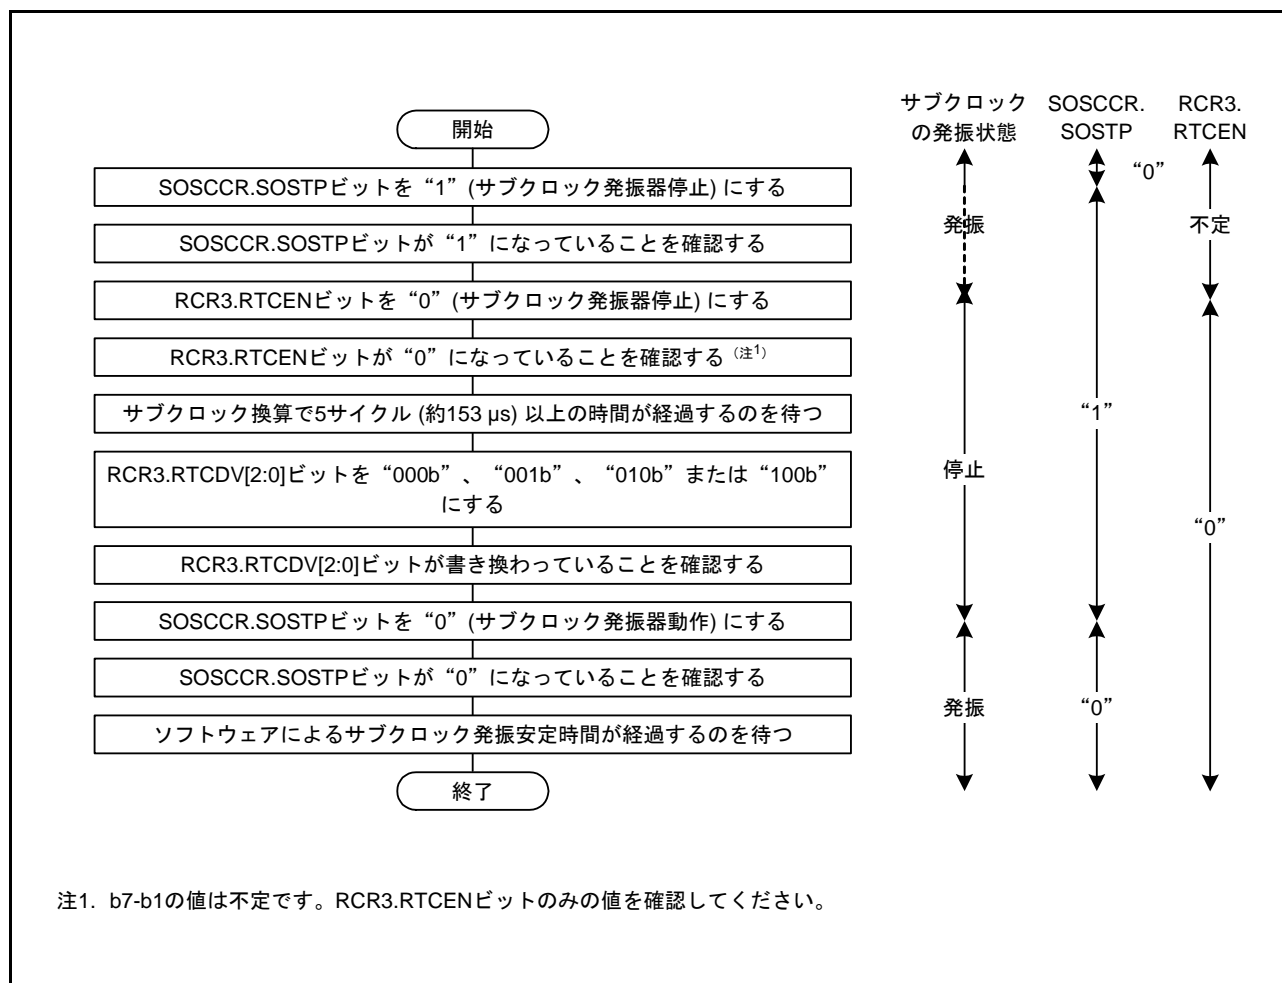 開始
SOSCCR.SOSTPビットを“1”(サブクロック発振器停止) にする
SOSCCR.SOSTPビットが“1”になっていることを確認する
RCR3.RTCENビットを“0”(サブクロック発振器停止) にする
RCR3.RTCENビットが“0”になっていることを確認する（注1）
サブクロック換算で5サイクル (約153 µs) 以上の時間が経過するのを待つ
RCR3.RTCDV[2:0]ビットを“000b”、“001b”、“010b”または“100b”
にする
RCR3.RTCDV[2:0]ビットが書き換わっていることを確認する
SOSCCR.SOSTPビットを“0”(サブクロック発振器動作) にする
SOSCCR.SOSTPビットが“0”になっていることを確認する
ソフトウェアによるサブクロック発振安定時間が経過するのを待つ
終了
サブクロック
の発振状態
発振
停止
発振
SOSCCR.
SOSTP
“0”
“1”
“0”
RCR3.
RTCEN
不定
“0”
注1. b7-b1の値は不定です。RCR3.RTCENビットのみの値を確認してください。